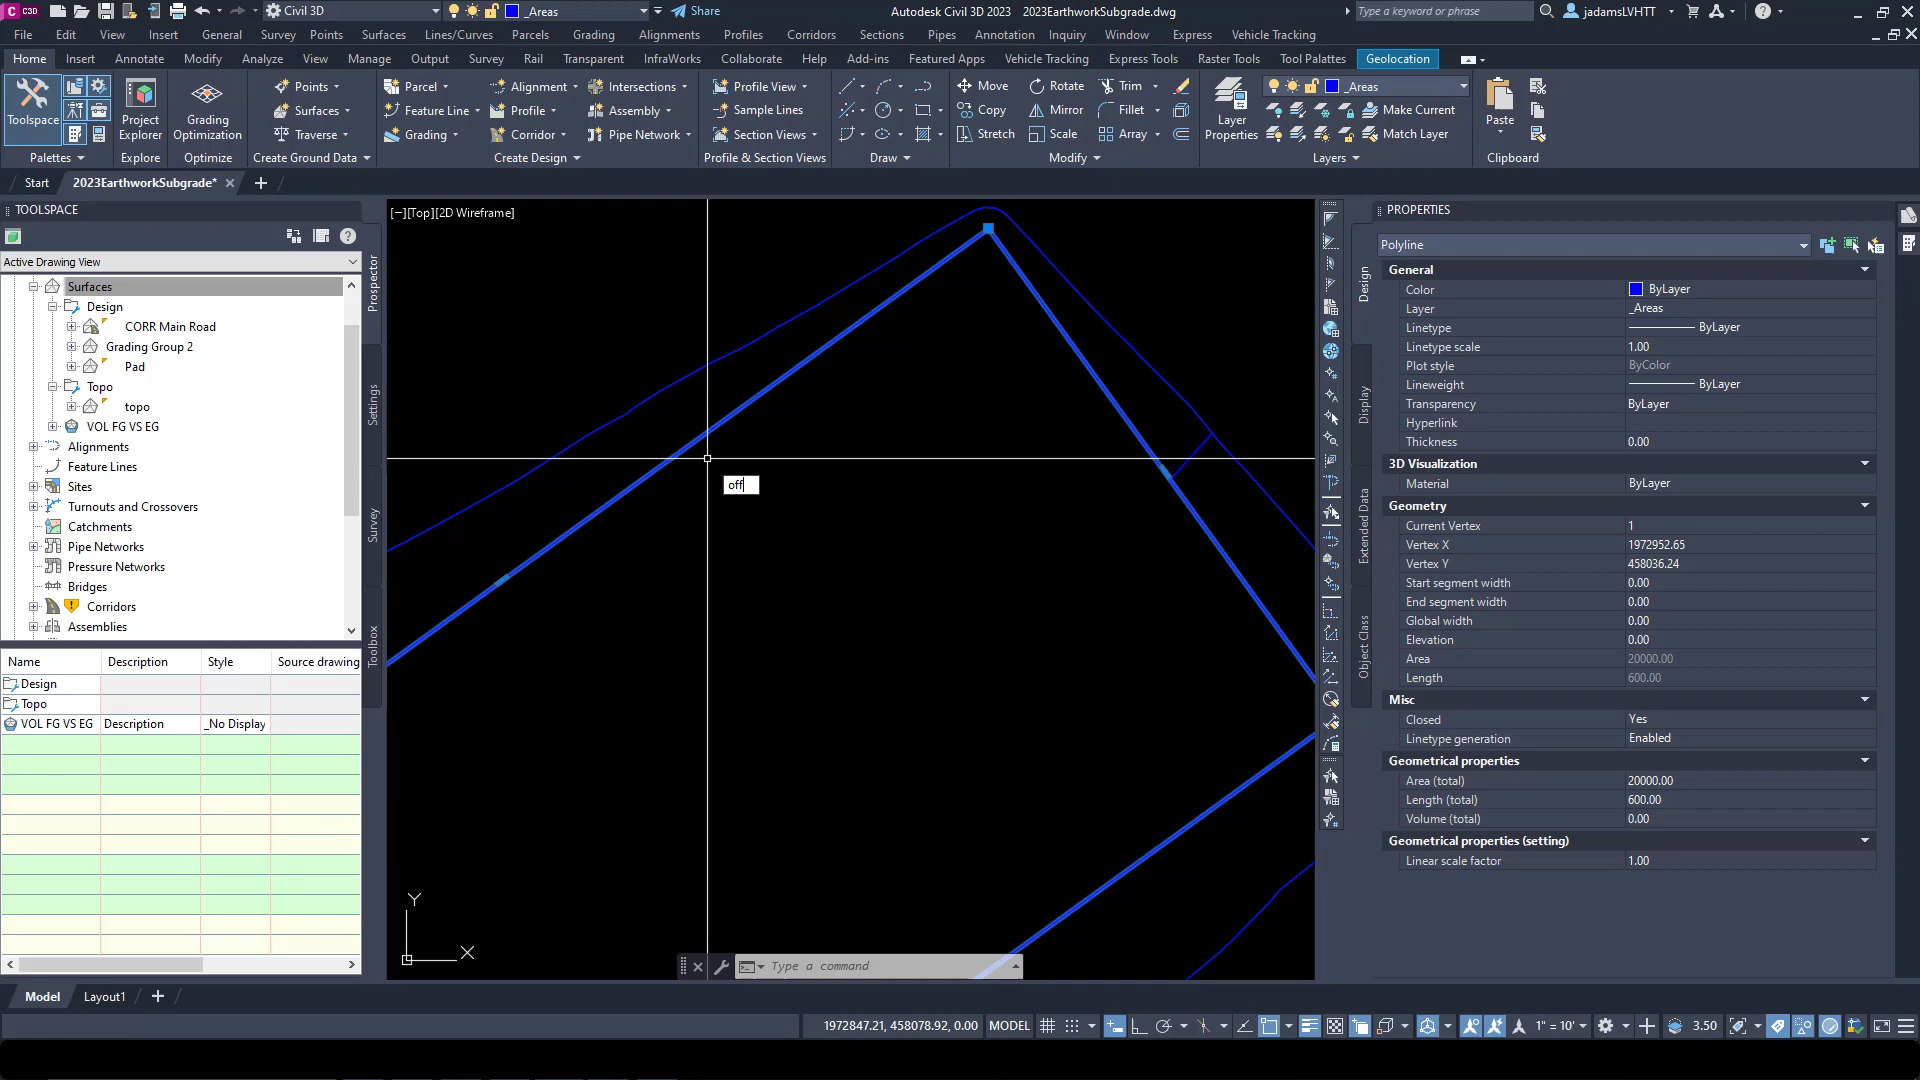 C C3D Civil 3D _Areas Share Autodesk Civil 3D 2023 2023EarthworkSubgrade.dwg Type a keyword or phrase jadamsLVHTT
File Edit View Insert General Survey Points Surfaces Lines/Curves Parcels Grading Alignments Profiles Corridors Sections Pipes Annotation Inquiry Window Express Vehicle Tracking
Home Insert Annotate Modify Analyze View Manage Output Survey Rail Transparent InfraWorks Collaborate Help Add-ins Featured Apps Vehicle Tracking Express Tools Raster Tools Tool Palettes Geolocation
Points Parcel Alignment Intersections Profile View Move Rotate Trim _Areas
Toolspace Project Explorer Grading Optimization Surfaces Feature Line Profile Assembly Sample Lines Copy Mirror Fillet Layer Properties Make Current Paste
Traverse Grading Corridor Pipe Network Section Views Stretch Scale Array Match Layer
Palettes Explore Optimize Create Ground Data Create Design Profile & Section Views Draw Modify Layers Clipboard
Start 2023EarthworkSubgrade*
TOOLSPACE
Active Drawing View
Surfaces
Design
CORR Main Road
Grading Group 2
Pad
Topo
topo
VOL FG VS EG
Alignments
Feature Lines
Sites
Turnouts and Crossovers
Catchments
Pipe Networks
Pressure Networks
Bridges
Corridors
Assemblies
Prospector
Settings
Survey
Toolbox
Name Description Style Source drawing
Design
Topo
VOL FG VS EG Description _No Display
[−][Top][2D Wireframe]
off
Y
X
Type a command
PROPERTIES
Design
Display
Extended Data
Object Class
Polyline
General
Color ByLayer
Layer _Areas
Linetype ByLayer
Linetype scale 1.00
Plot style ByColor
Lineweight ByLayer
Transparency ByLayer
Hyperlink
Thickness 0.00
3D Visualization
Material ByLayer
Geometry
Current Vertex 1
Vertex X 1972952.65
Vertex Y 458036.24
Start segment width 0.00
End segment width 0.00
Global width 0.00
Elevation 0.00
Area 20000.00
Length 600.00
Misc
Closed Yes
Linetype generation Enabled
Geometrical properties
Area (total) 20000.00
Length (total) 600.00
Volume (total) 0.00
Geometrical properties (setting)
Linear scale factor 1.00
Model Layout1
1972847.21, 458078.92, 0.00 MODEL 1" = 10' 3.50